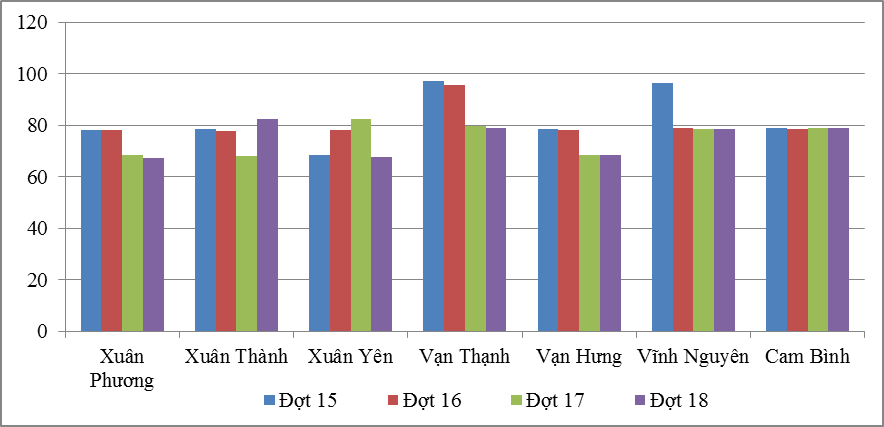 120
100
80
60
40
20
0
Xuân Phương
Xuân Thành
Xuân Yên
Vạn Thạnh
Vạn Hưng
Vĩnh Nguyên
Cam Bình
Đợt 15
Đợt 16
Đợt 17
Đợt 18